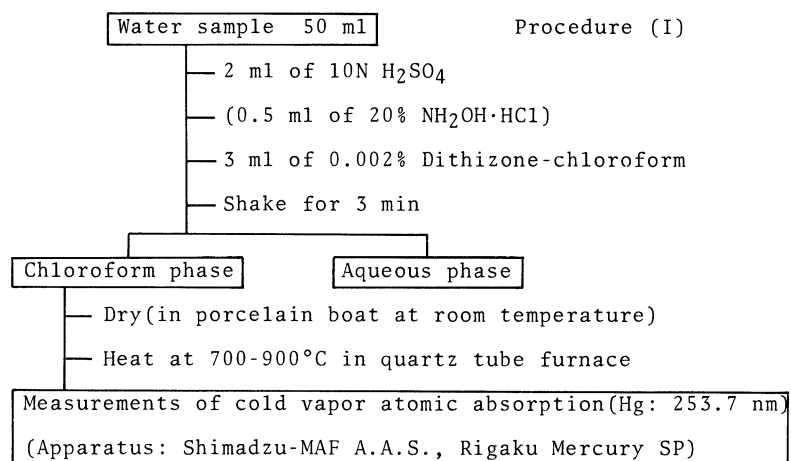 Water sample 50 ml Procedure (I)
2 ml of 10N H₂SO₄
(0.5 ml of 20% NH₂OH·HCl)
3 ml of 0.002% Dithizone-chloroform
Shake for 3 min
Chloroform phase Aqueous phase
Dry(in porcelain boat at room temperature)
Heat at 700-900°C in quartz tube furnace
Measurements of cold vapor atomic absorption(Hg: 253.7 nm)
(Apparatus: Shimadzu-MAF A.A.S., Rigaku Mercury SP)